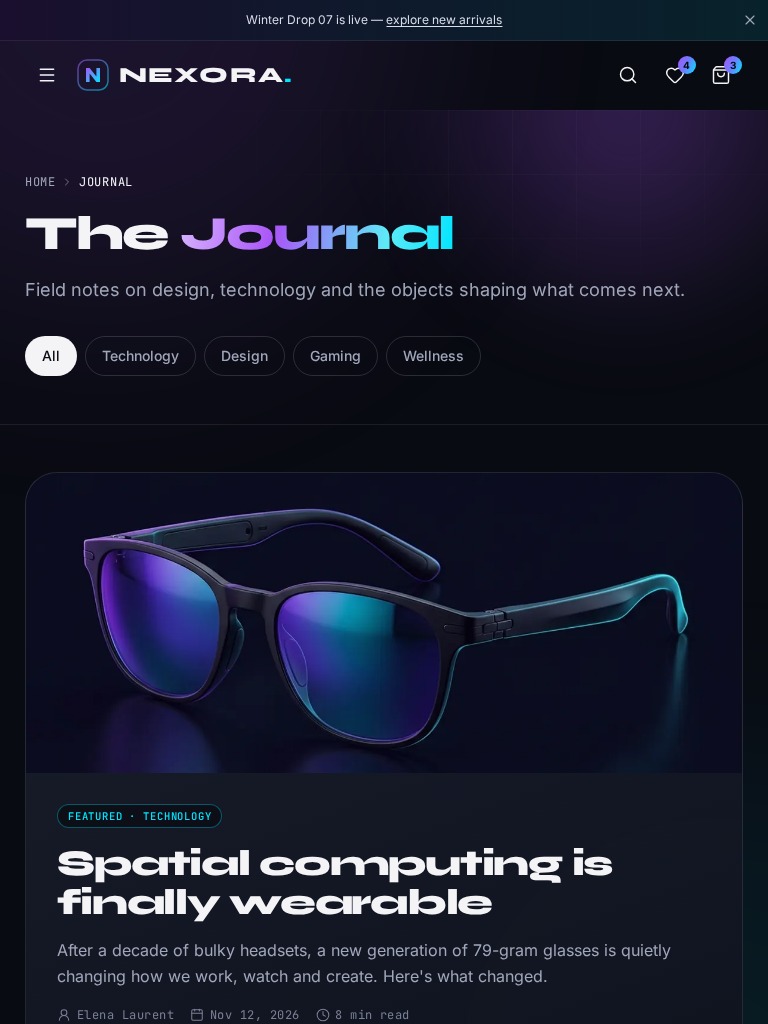 Winter Drop 07 is live — explore new arrivals
N NEXORA.
4
3
HOME > JOURNAL
The Journal
Field notes on design, technology and the objects shaping what comes next.
All Technology Design Gaming Wellness
FEATURED · TECHNOLOGY
Spatial computing is
finally wearable
After a decade of bulky headsets, a new generation of 79-gram glasses is quietly
changing how we work, watch and create. Here's what changed.
Elena Laurent Nov 12, 2026 8 min read